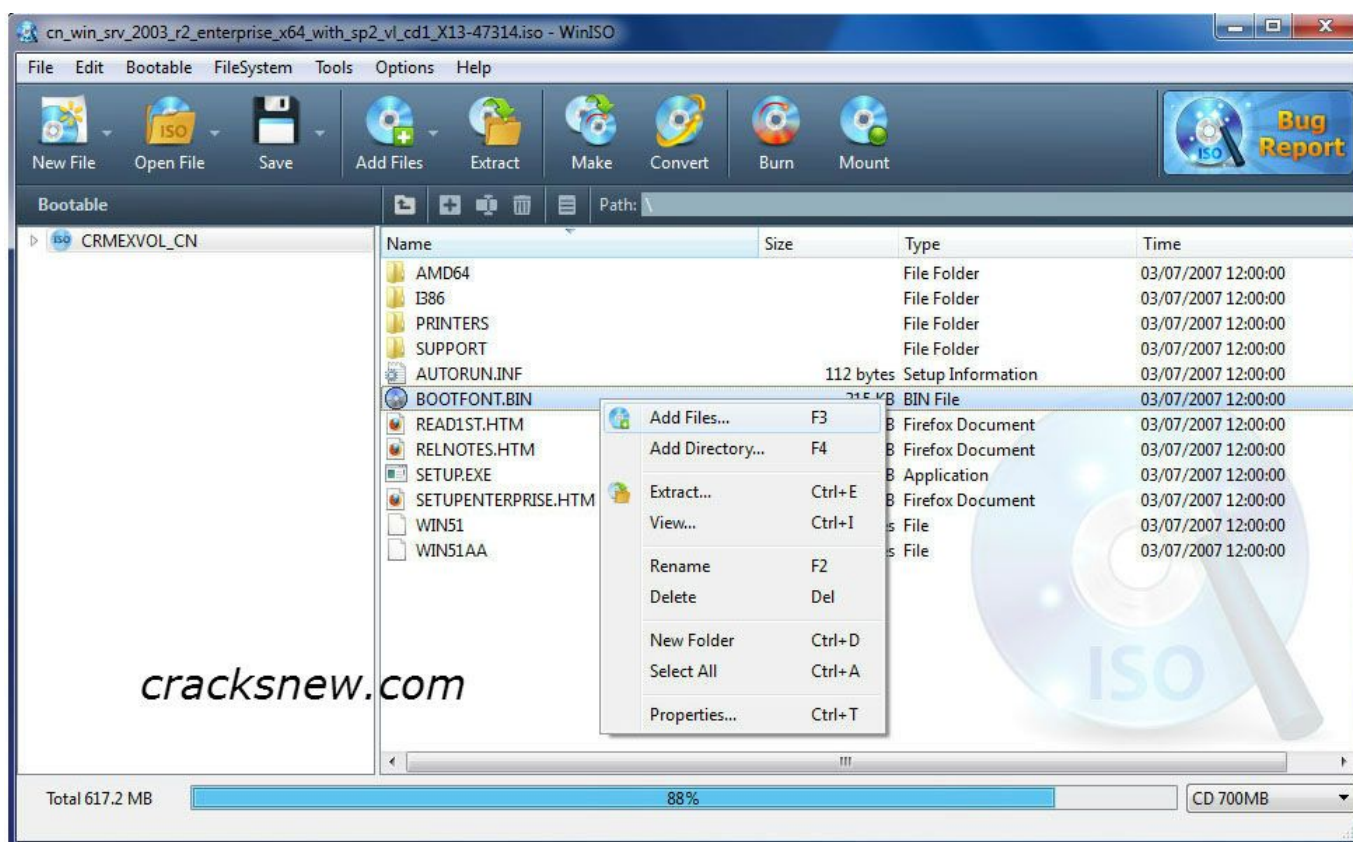 cn_win_srv_2003_r2_enterprise_x64_with_sp2_vl_cd1_X13-47314.iso - WinISO
File Edit Bootable FileSystem Tools Options Help
ISO
New File Open File Save Add Files Extract Make Convert Burn Mount
ISO Bug Report
Bootable Path: \
ISO CRMEXVOL_CN
Name Size Type Time
AMD64 File Folder 03/07/2007 12:00:00
I386 File Folder 03/07/2007 12:00:00
PRINTERS File Folder 03/07/2007 12:00:00
SUPPORT File Folder 03/07/2007 12:00:00
AUTORUN.INF 112 bytes Setup Information 03/07/2007 12:00:00
BOOTFONT.BIN 315 KB BIN File 03/07/2007 12:00:00
READ1ST.HTM B Firefox Document 03/07/2007 12:00:00
RELNOTES.HTM B Firefox Document 03/07/2007 12:00:00
SETUP.EXE B Application 03/07/2007 12:00:00
SETUPENTERPRISE.HTM B Firefox Document 03/07/2007 12:00:00
WIN51 s File 03/07/2007 12:00:00
WIN51AA s File 03/07/2007 12:00:00
Add Files... F3
Add Directory... F4
Extract... Ctrl+E
View... Ctrl+I
Rename F2
Delete Del
New Folder Ctrl+D
Select All Ctrl+A
Properties... Ctrl+T
ISO
cracksnew.com
Total 617.2 MB 88% CD 700MB